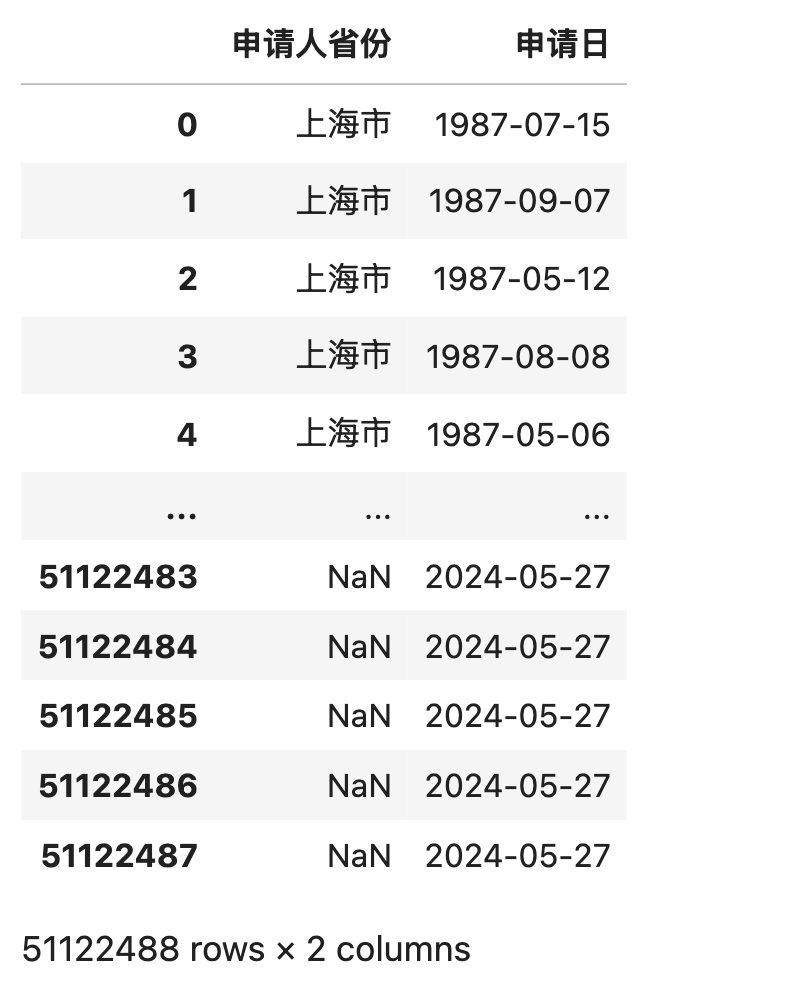 申请人省份 申请日
0 上海市 1987-07-15
1 上海市 1987-09-07
2 上海市 1987-05-12
3 上海市 1987-08-08
4 上海市 1987-05-06
... ... ...
51122483 NaN 2024-05-27
51122484 NaN 2024-05-27
51122485 NaN 2024-05-27
51122486 NaN 2024-05-27
51122487 NaN 2024-05-27
51122488 rows × 2 columns